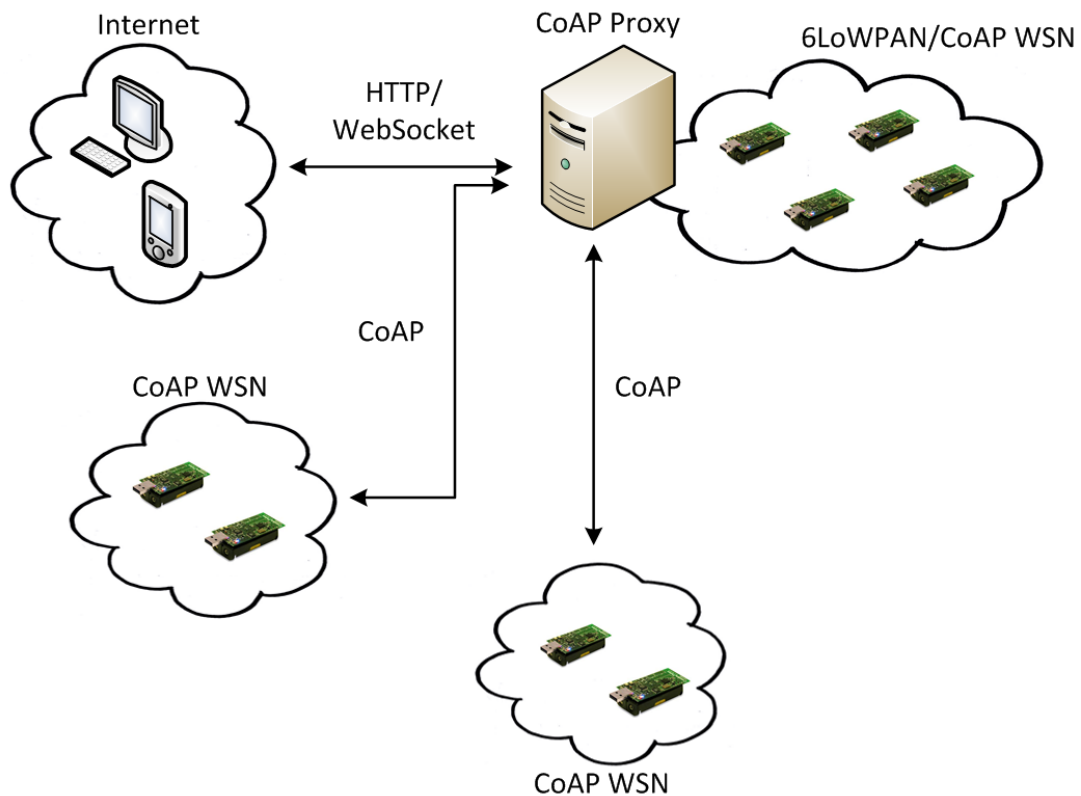 Internet
CoAP Proxy
6LoWPAN/CoAP WSN
HTTP/
WebSocket
CoAP
CoAP WSN
CoAP
CoAP WSN